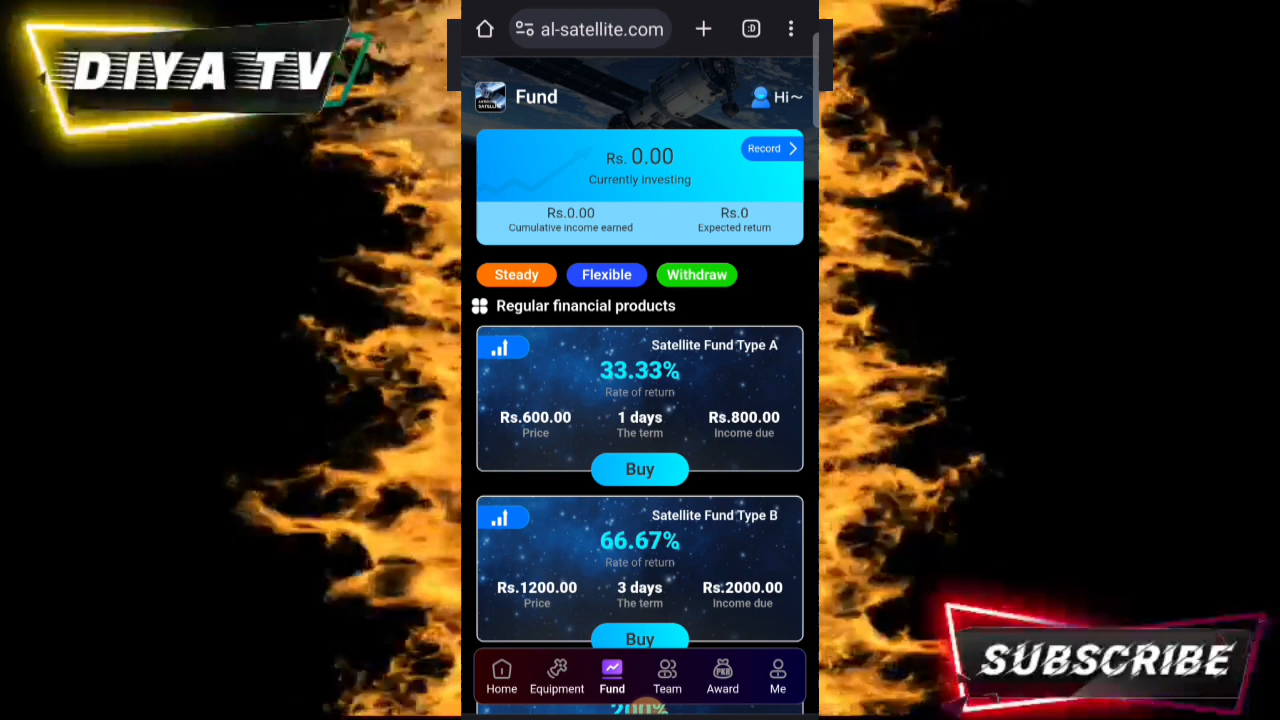 DIYA TV
:D
al-satellite.com
Fund
Hi~
Record
Rs. 0.00
Currently investing
Rs.0.00
Rs.0
Cumulative income earned
Expected return
Steady
Flexible
Withdraw
Regular financial products
Satellite Fund Type A
33.33%
Rate of return
Rs.600.00
1 days
Rs.800.00
Price
The term
Income due
Buy
Satellite Fund Type B
66.67%
Rate of return
Rs.1200.00
3 days
Rs.2000.00
Price
The term
Income due
Buy
PKR
Home
Equipment
Fund
Team
Award
Me
200%
SUBSCRIBE